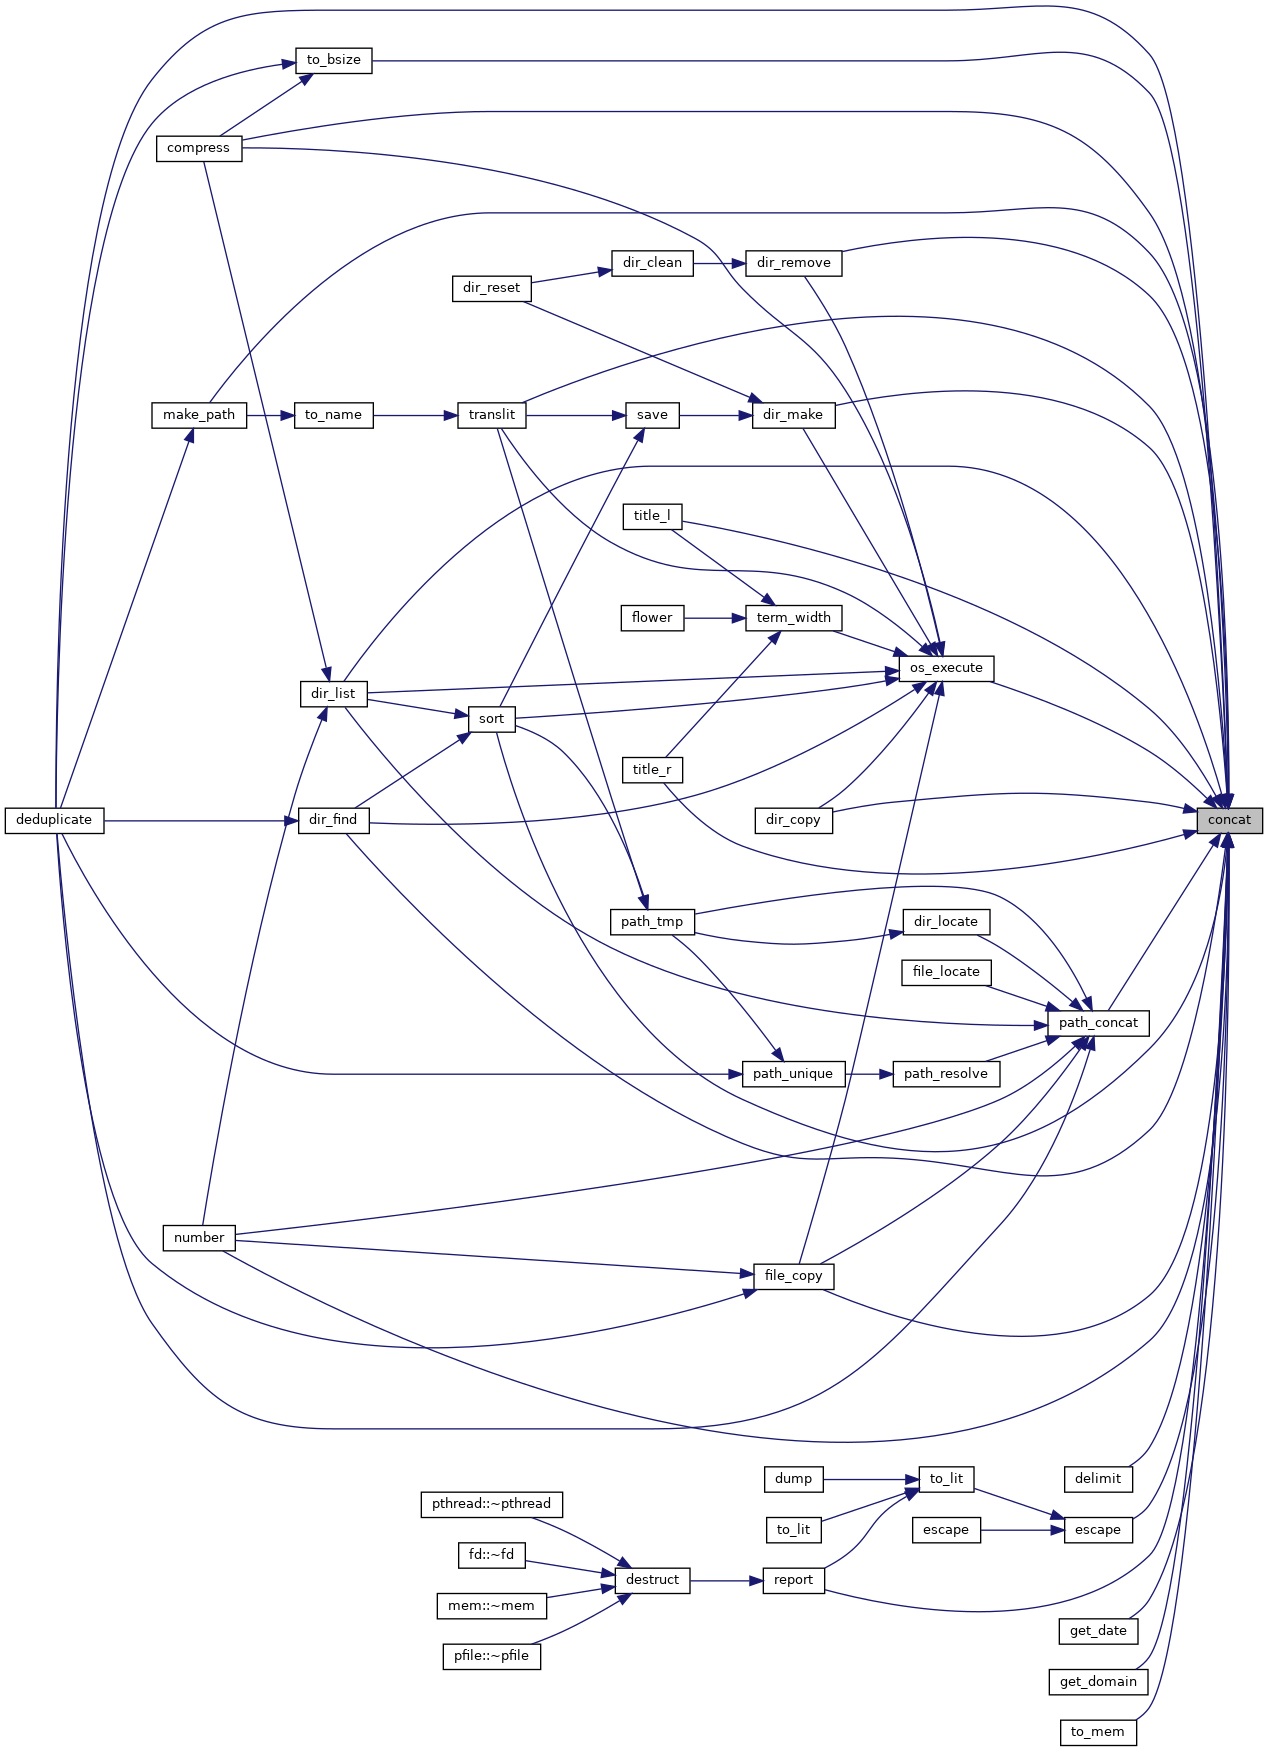 to_bsize
compress
dir_clean
dir_remove
dir_reset
make_path
to_name
translit
save
dir_make
title_l
flower
term_width
os_execute
dir_list
sort
title_r
deduplicate
dir_find
dir_copy
concat
path_tmp
dir_locate
file_locate
path_concat
path_unique
path_resolve
number
file_copy
dump
to_lit
delimit
pthread::~pthread
to_lit
escape
escape
fd::~fd
destruct
report
mem::~mem
get_date
pfile::~pfile
get_domain
to_mem